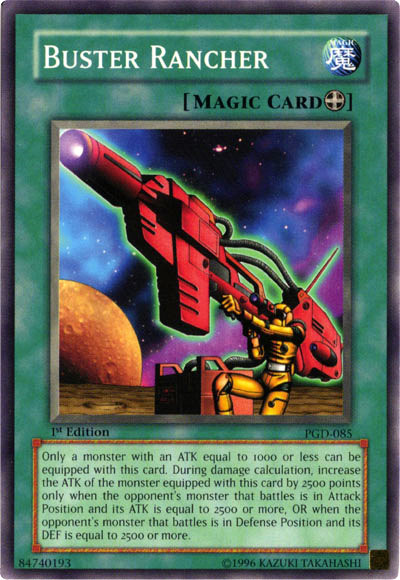 BUSTER RANCHER
MAGIC
魔
[MAGIC CARD]
1st Edition
PGD-085
Only a monster with an ATK equal to 1000 or less can be
equipped with this card. During damage calculation, increase
the ATK of the monster equipped with this card by 2500 points
only when the opponent's monster that battles is in Attack
Position and its ATK is equal to 2500 or more, OR when the
opponent's monster that battles is in Defense Position and its
DEF is equal to 2500 or more.
84740193
©1996 KAZUKI TAKAHASHI